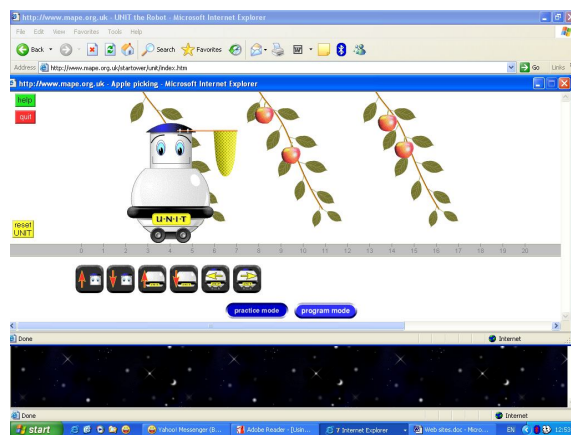 http://www.mape.org.uk - UNIT the Robot - Microsoft Internet Explorer
File Edit View Favorites Tools Help
Back Search Favorites
Address http://www.mape.org.uk/startower/unit/index.htm Go Links
http://www.mape.org.uk - Apple picking - Microsoft Internet Explorer
help
quit
U·N·I·T
reset
UNIT
0 1 2 3 4 5 6 7 8 9 10 11 12 13 14 15 16 17 18 19 20
practice mode program mode
Done Internet
Done Internet
start Yahoo! Messenger (B... Adobe Reader - [Usin... 7 Internet Explorer Web sites.doc - Micro... EN 12:53